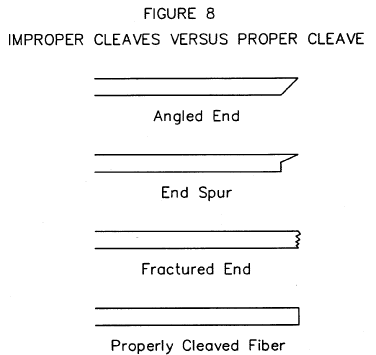 FIGURE 8
IMPROPER CLEAVES VERSUS PROPER CLEAVE
Angled End
End Spur
Fractured End
Properly Cleaved Fiber